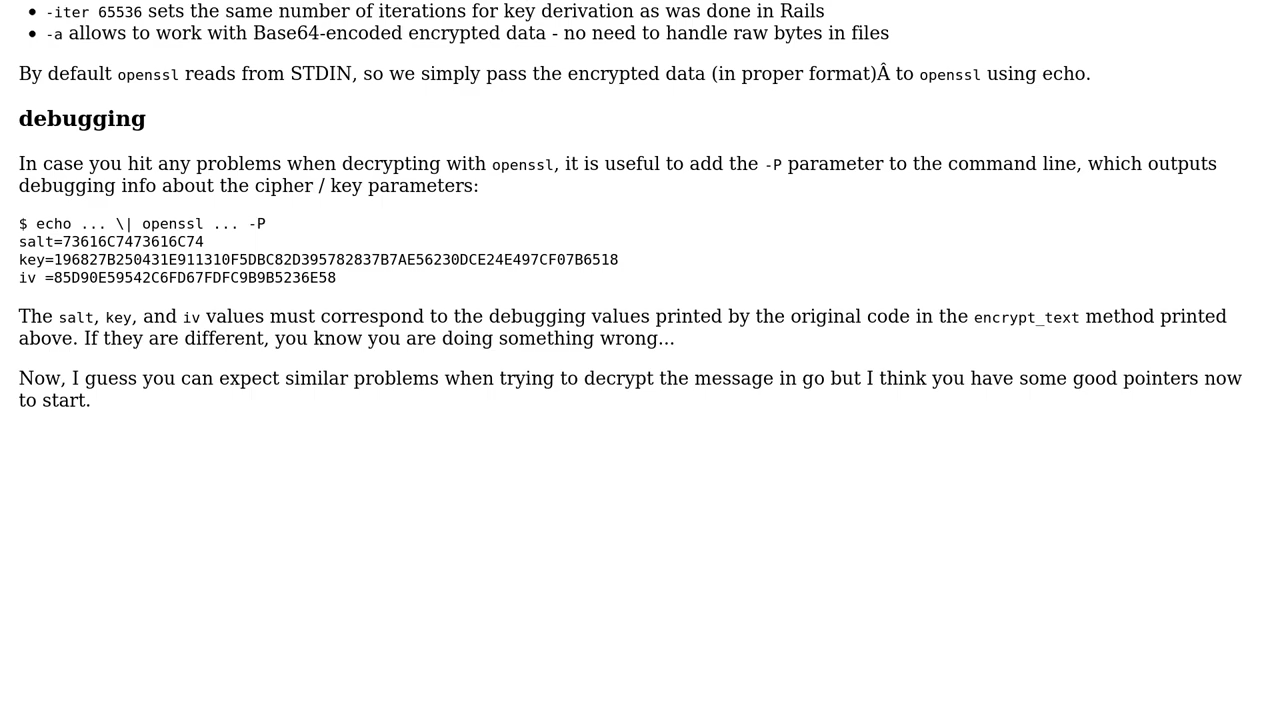 -iter 65536 sets the same number of iterations for key derivation as was done in Rails
-a allows to work with Base64-encoded encrypted data - no need to handle raw bytes in files
By default openssl reads from STDIN, so we simply pass the encrypted data (in proper format)Â to openssl using echo.
debugging
In case you hit any problems when decrypting with openssl, it is useful to add the -P parameter to the command line, which outputs
debugging info about the cipher / key parameters:
$ echo ... \| openssl ... -P
salt=73616C7473616C74
key=196827B250431E911310F5DBC82D395782837B7AE56230DCE24E497CF07B6518
iv =85D90E59542C6FD67FDFC9B9B5236E58
The salt, key, and iv values must correspond to the debugging values printed by the original code in the encrypt_text method printed
above. If they are different, you know you are doing something wrong...
Now, I guess you can expect similar problems when trying to decrypt the message in go but I think you have some good pointers now
to start.